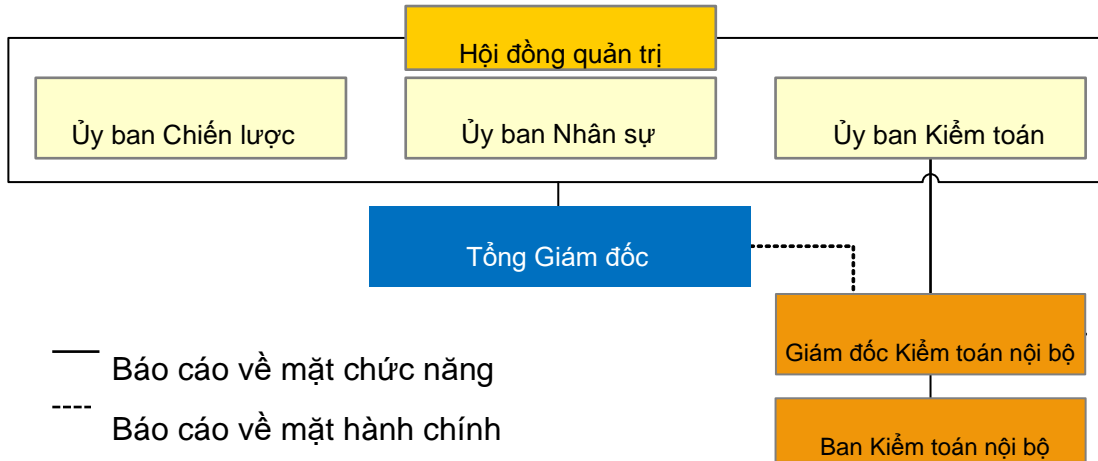 Hội đồng quản trị
Ủy ban Chiến lược
Ủy ban Nhân sự
Ủy ban Kiểm toán
Tổng Giám đốc
Giám đốc Kiểm toán nội bộ
Báo cáo về mặt chức năng
Báo cáo về mặt hành chính
Ban Kiểm toán nội bộ